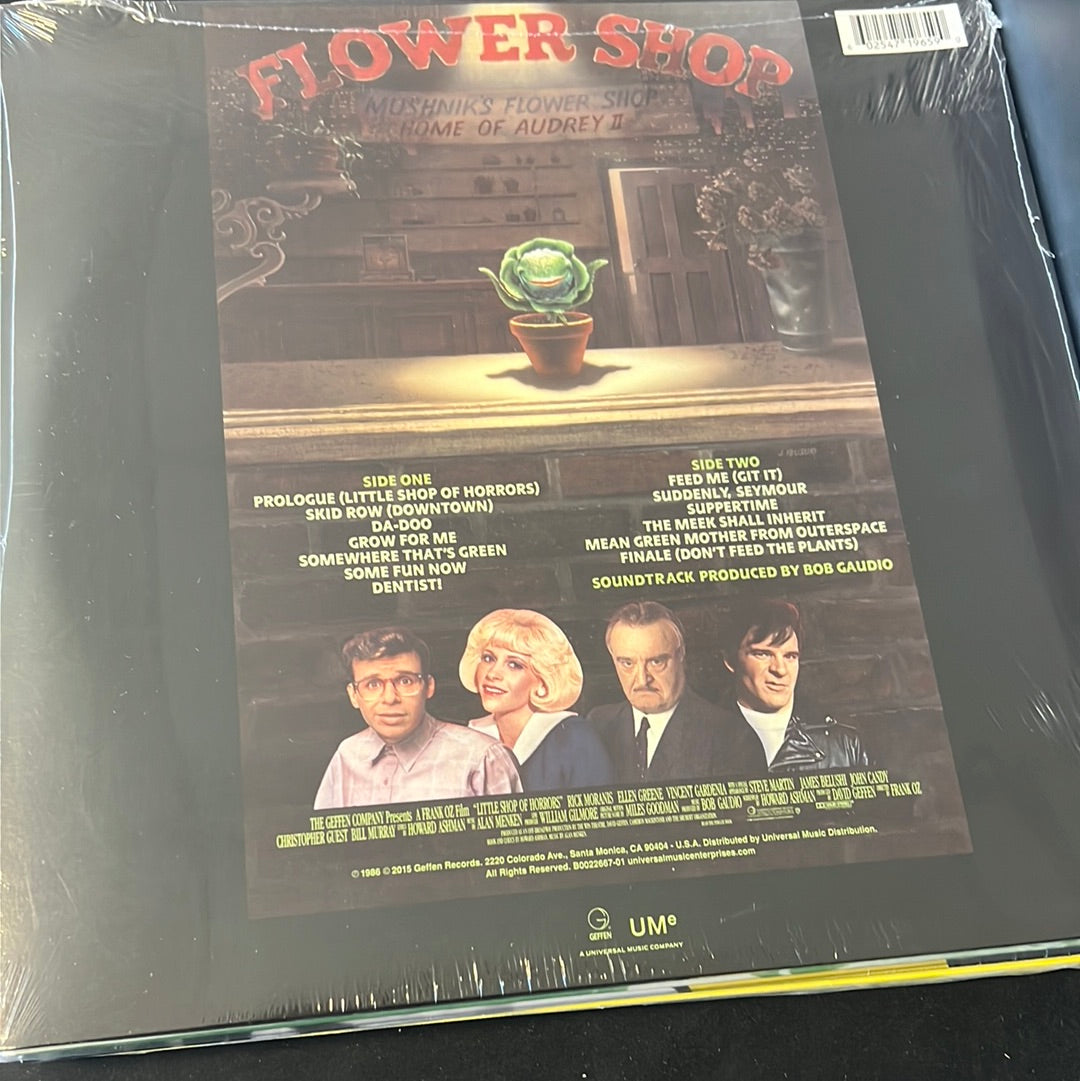 FLOWER SHOP
6 02547 19659 0
MUSHNIK'S FLOWER SHOP
HOME OF AUDREY II
SIDE ONE
PROLOGUE (LITTLE SHOP OF HORRORS)
SKID ROW (DOWNTOWN)
DA-DOO
GROW FOR ME
SOMEWHERE THAT'S GREEN
SOME FUN NOW
DENTIST!
SIDE TWO
FEED ME (GIT IT)
SUDDENLY, SEYMOUR
SUPPERTIME
THE MEEK SHALL INHERIT
MEAN GREEN MOTHER FROM OUTERSPACE
FINALE (DON'T FEED THE PLANTS)
SOUNDTRACK PRODUCED BY BOB GAUDIO
THE GEFFEN COMPANY Presents A FRANK OZ Film "LITTLE SHOP OF HORRORS" RICK MORANIS ELLEN GREENE VINCENT GARDENIA STEVE MARTIN JAMES BELUSHI JOHN CANDY
CHRISTOPHER GUEST BILL MURRAY HOWARD ASHMAN ALAN MENKEN WILLIAM GILMORE MILES GOODMAN BOB GAUDIO HOWARD ASHMAN DAVID GEFFEN FRANK OZ
℗ 1986 © 2015 Geffen Records. 2220 Colorado Ave., Santa Monica, CA 90404 - U.S.A. Distributed by Universal Music Distribution.
All Rights Reserved. B0022667-01 universalmusicenterprises.com
GEFFEN
UMe
A UNIVERSAL MUSIC COMPANY